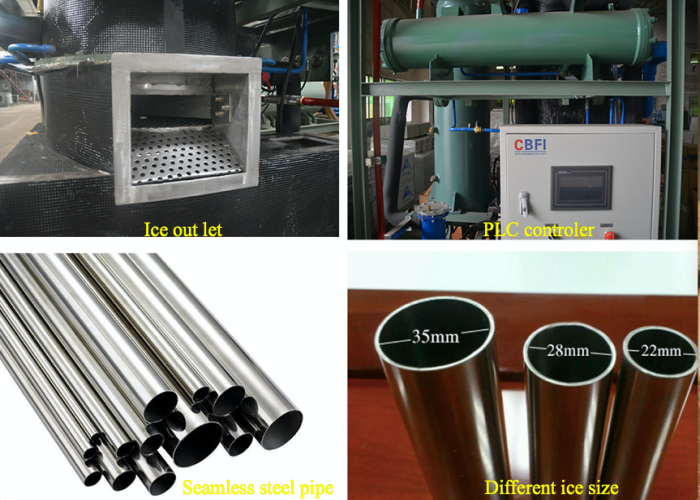 Ice out let
CBFI
PLC controler
Seamless steel pipe
35mm
28mm
22mm
Different ice size